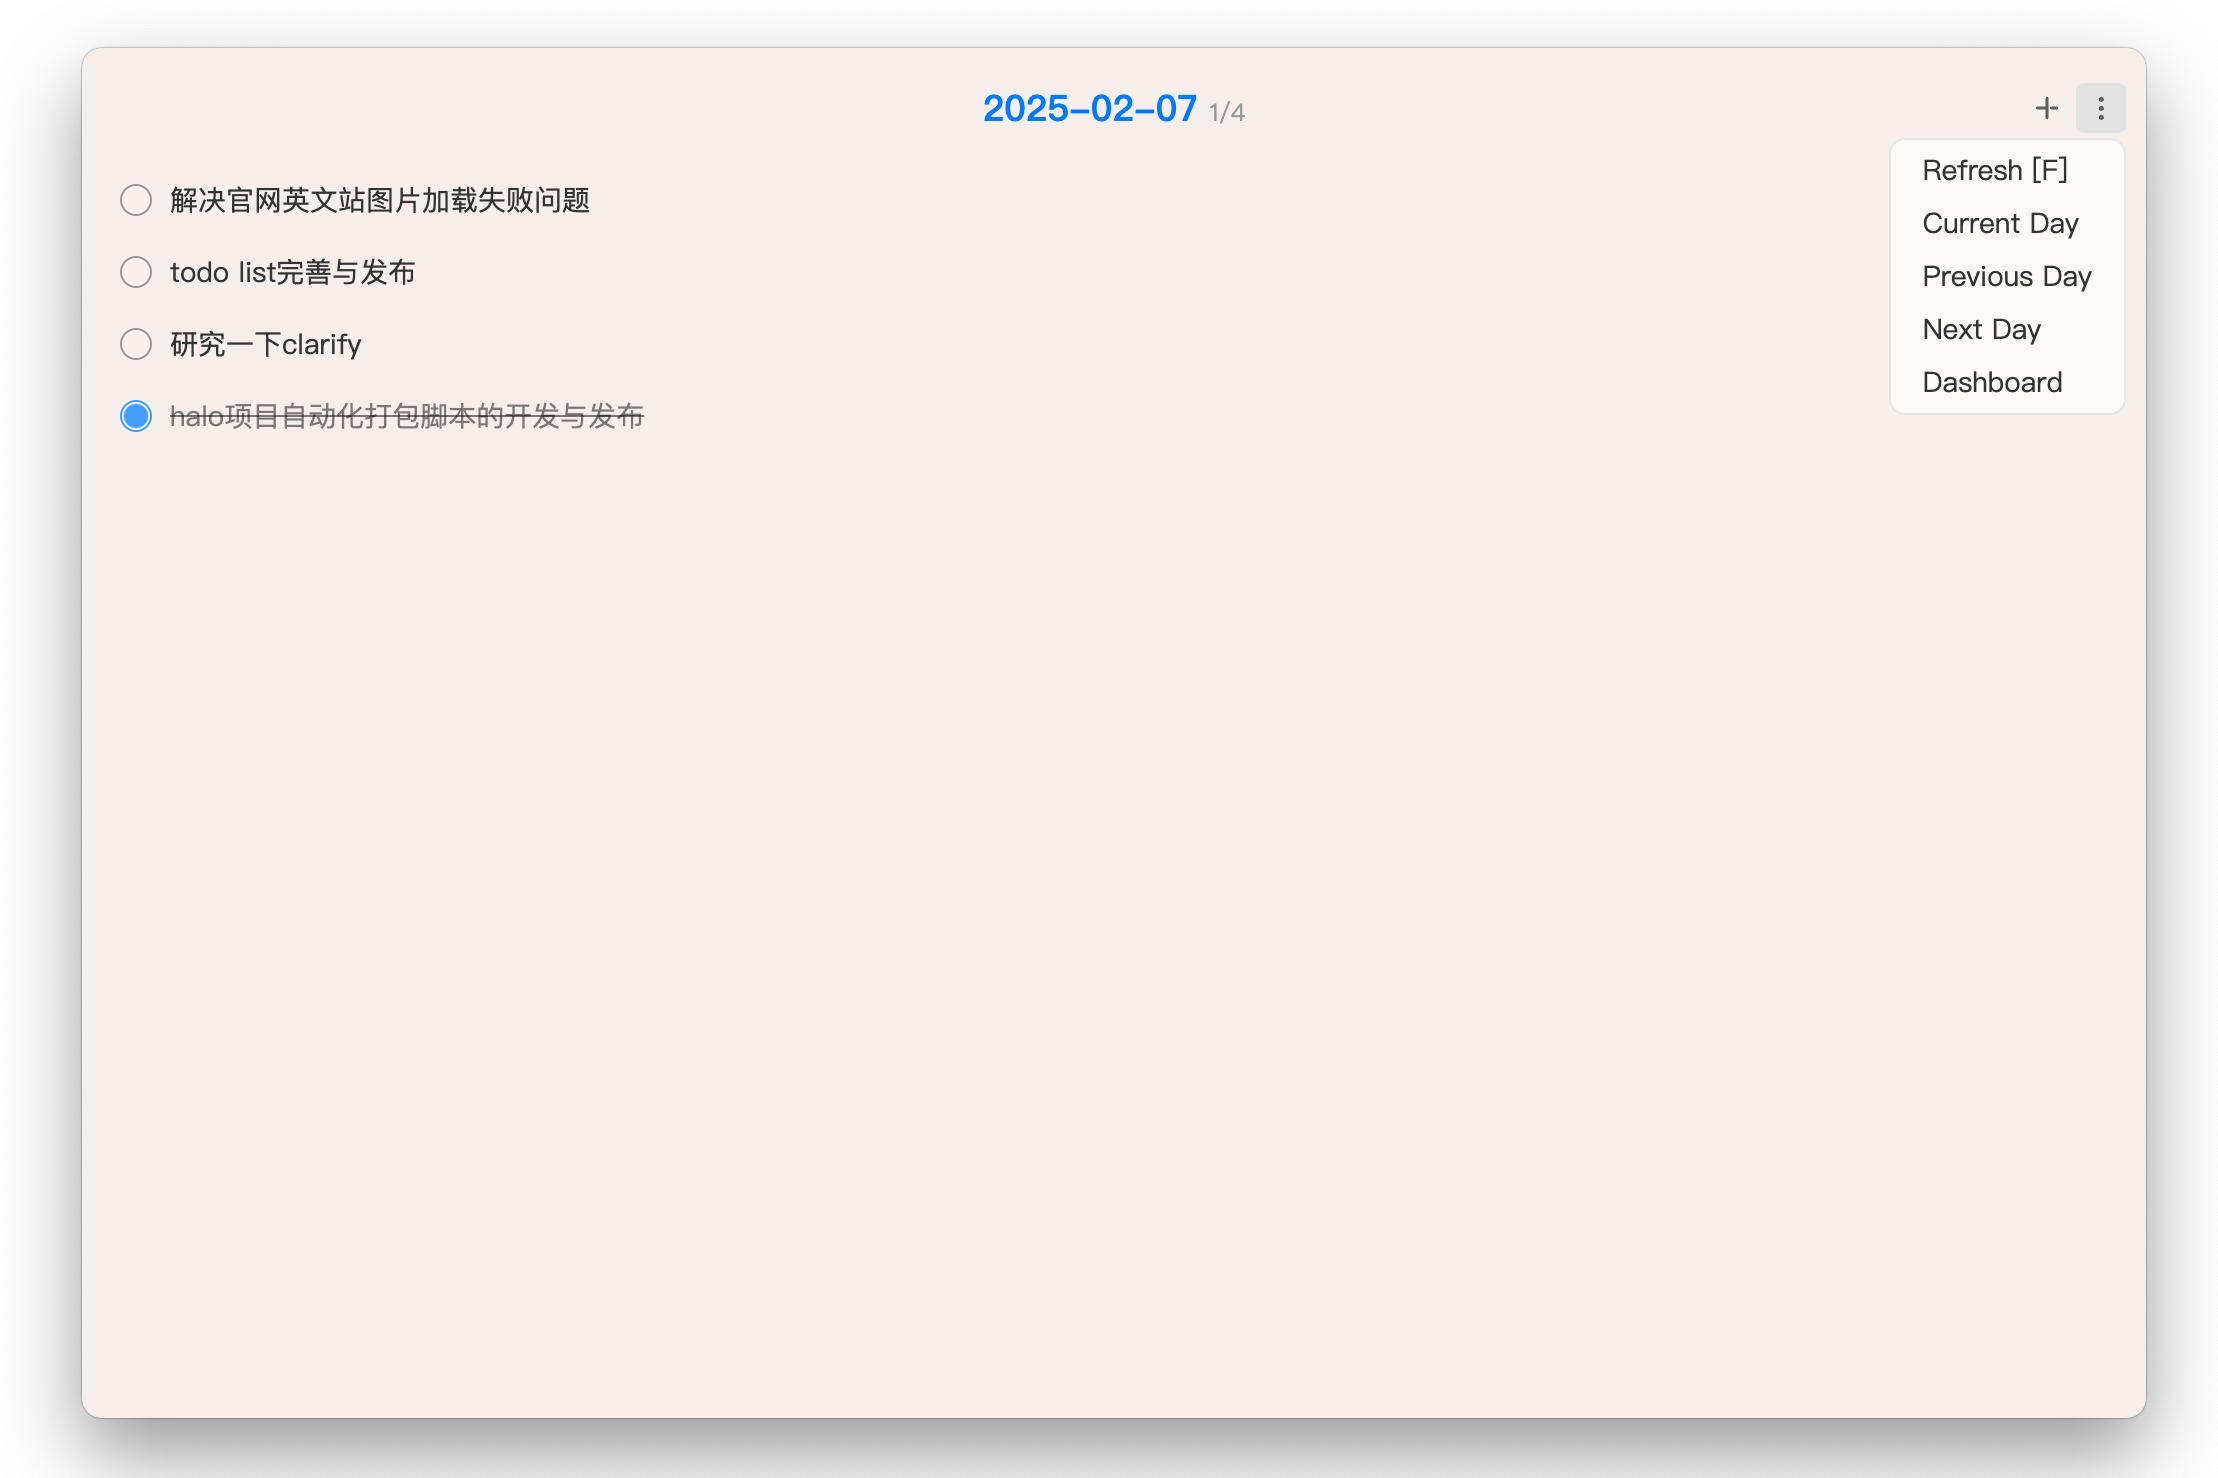 2025-02-07 1/4
解决官网英文站图片加载失败问题
todo list完善与发布
研究一下clarify
halo项目自动化打包脚本的开发与发布
Refresh [F]
Current Day
Previous Day
Next Day
Dashboard